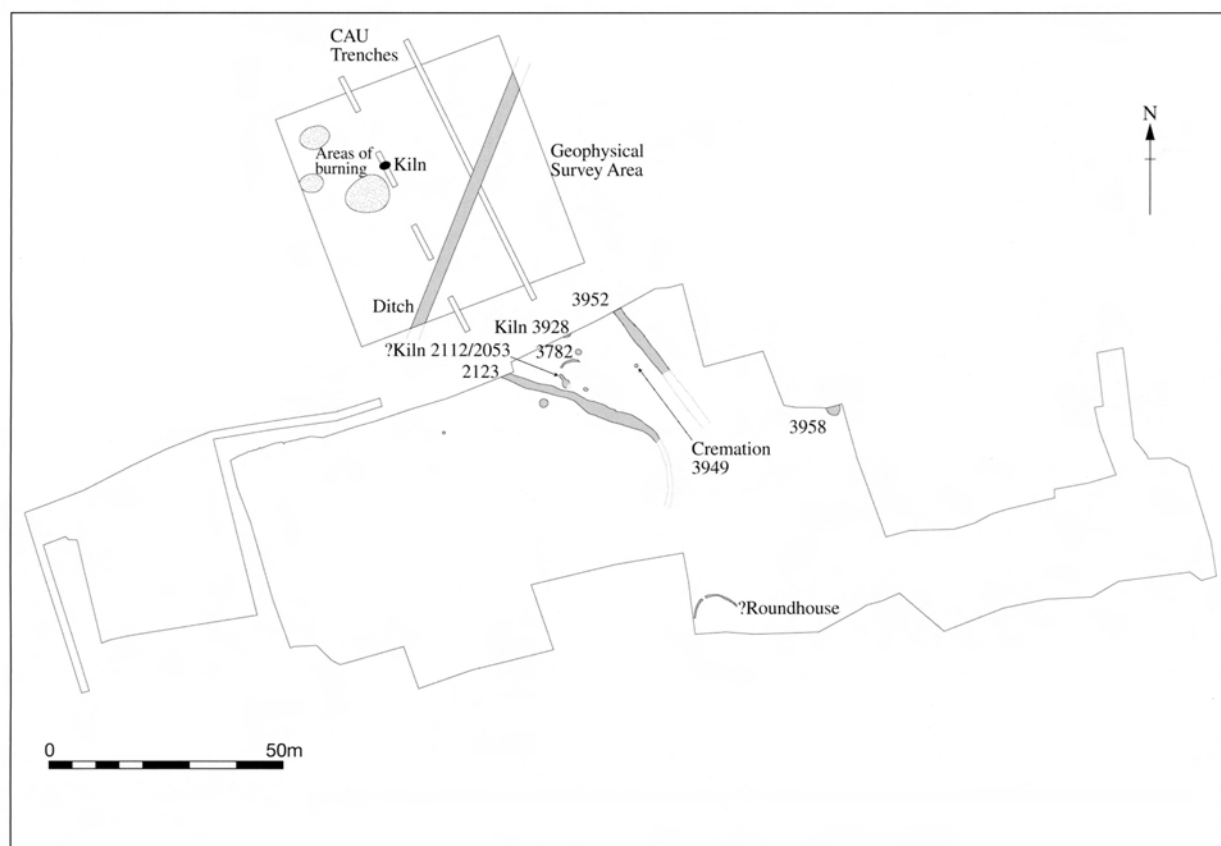 CAU
Trenches
N
Areas of
burning
Kiln
Geophysical
Survey Area
Ditch
3952
Kiln 3928
?Kiln 2112/2053
3782
2123
3958
Cremation
3949
?Roundhouse
0
50m